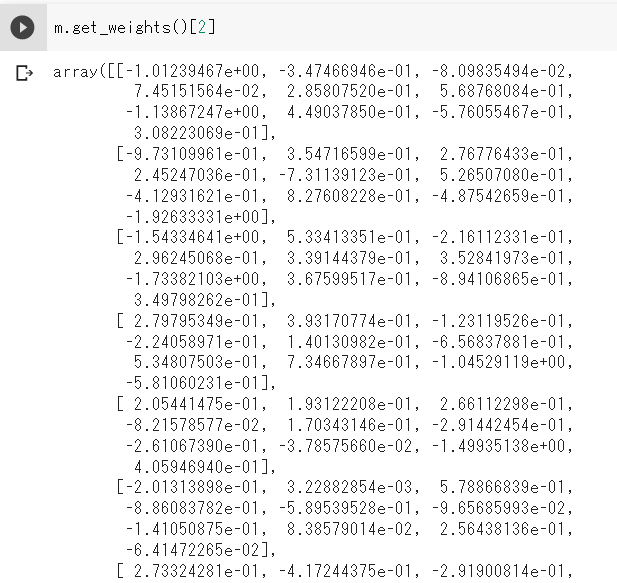 m.get_weights()[2]
array([[-1.01239467e+00, -3.47466946e-01, -8.09835494e-02,
7.45151564e-02, 2.85807520e-01, 5.68768084e-01,
-1.13867247e+00, 4.49037850e-01, -5.76055467e-01,
3.08223069e-01],
[-9.73109961e-01, 3.54716599e-01, 2.76776433e-01,
2.45247036e-01, -7.31139123e-01, 5.26507080e-01,
-4.12931621e-01, 8.27608228e-01, -4.87542659e-01,
-1.92633331e+00],
[-1.54334641e+00, 5.33413351e-01, -2.16112331e-01,
2.96245068e-01, 3.39144379e-01, 3.52841973e-01,
-1.73382103e+00, 3.67599517e-01, -8.94106865e-01,
3.49798262e-01],
[ 2.79795349e-01, 3.93170774e-01, -1.23119526e-01,
-2.24058971e-01, 1.40130982e-01, -6.56837881e-01,
5.34807503e-01, 7.34667897e-01, -1.04529119e+00,
-5.81060231e-01],
[ 2.05441475e-01, 1.93122208e-01, 2.66112298e-01,
-8.21578577e-02, 1.70343146e-01, -2.91442454e-01,
-2.61067390e-01, -3.78575660e-02, -1.49935138e+00,
4.05946940e-01],
[-2.01313898e-01, 3.22882854e-03, 5.78866839e-01,
-8.86083782e-01, -5.89539528e-01, -9.65685993e-02,
-1.41050875e-01, 8.38579014e-02, 2.56438136e-01,
-6.41472265e-02],
[ 2.73324281e-01, -4.17244375e-01, -2.91900814e-01,